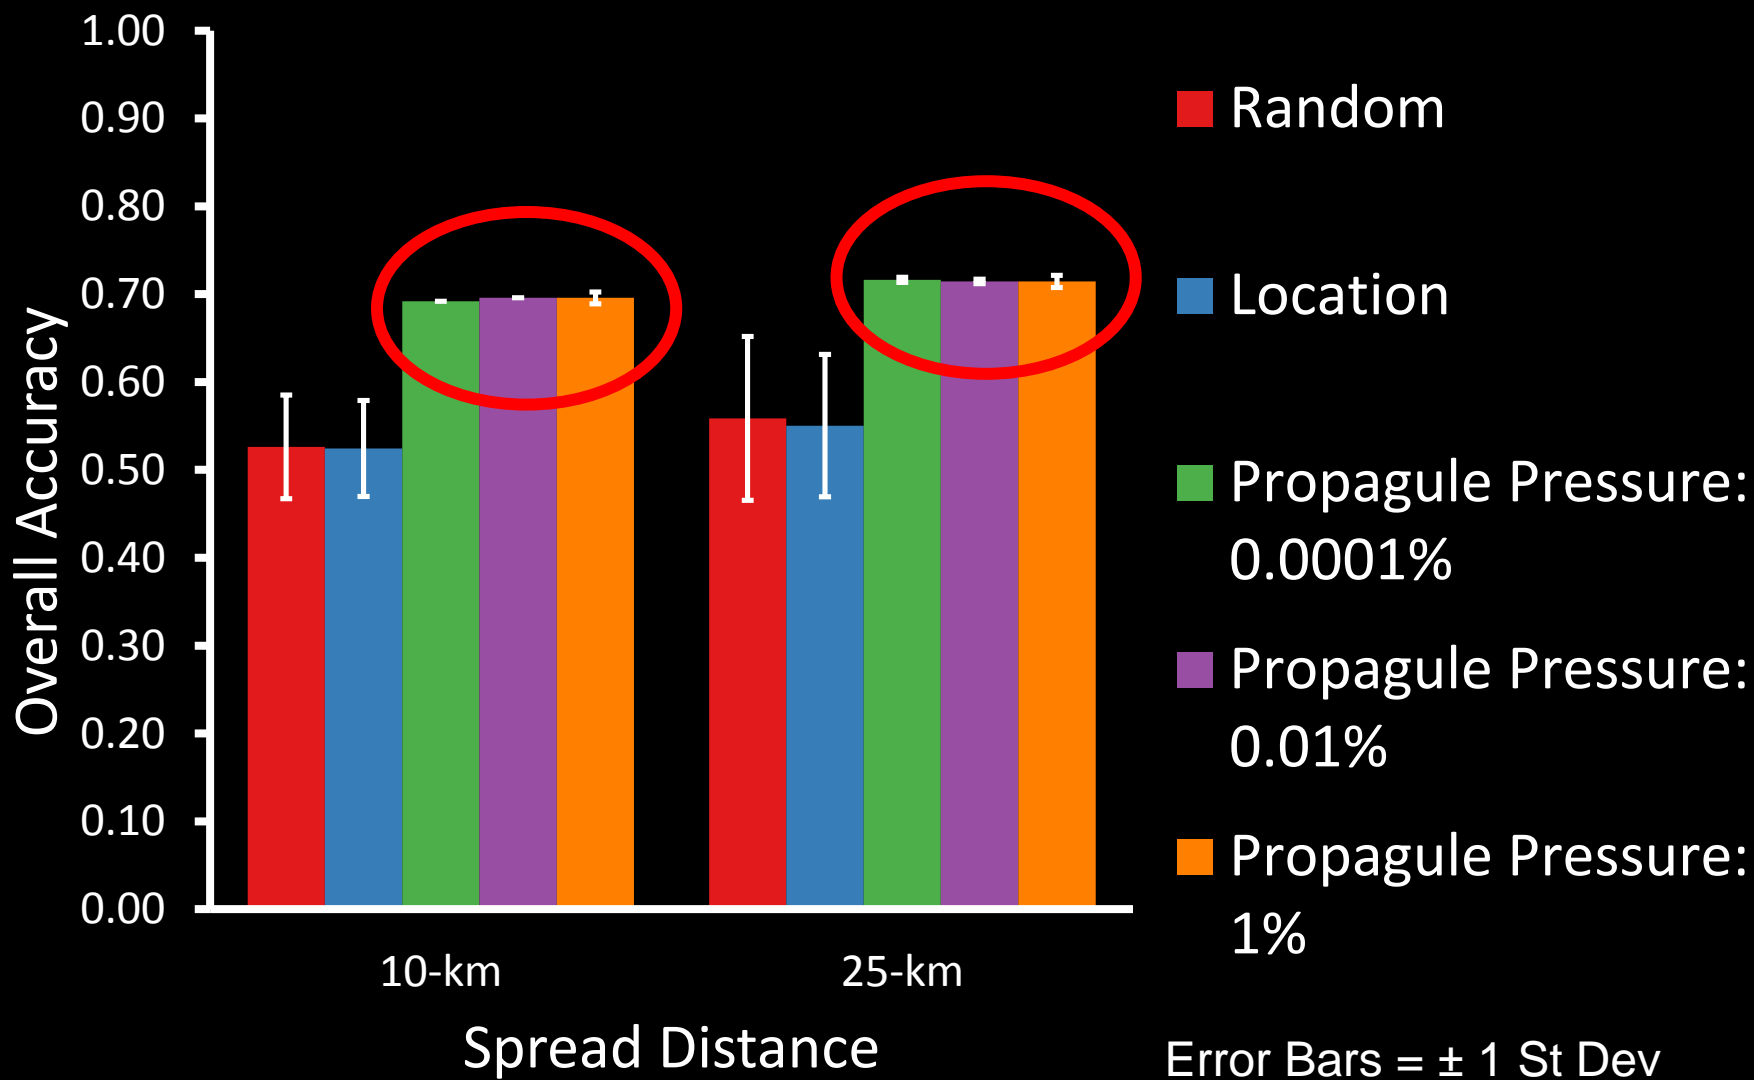 Overall Accuracy
1.00
0.90
0.80
0.70
0.60
0.50
0.40
0.30
0.20
0.10
0.00
10-km
25-km
Spread Distance
Random
Location
Propagule Pressure:
0.0001%
Propagule Pressure:
0.01%
Propagule Pressure:
1%
Error Bars = ± 1 St Dev